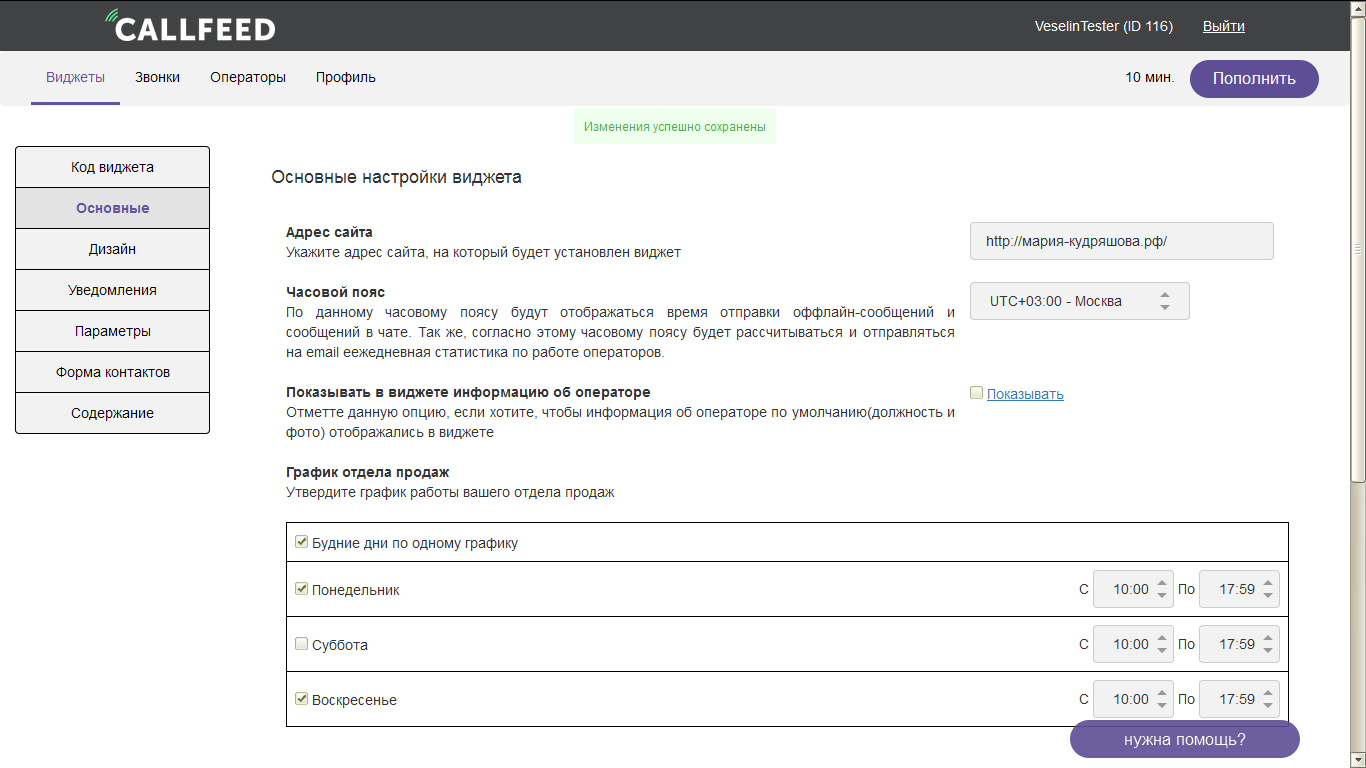 CALLFEED
VeselinTester (ID 116) Выйти
Виджеты Звонки Операторы Профиль 10 мин. Пополнить
Изменения успешно сохранены
Код виджета
Основные
Дизайн
Уведомления
Параметры
Форма контактов
Содержание
Основные настройки виджета
Адрес сайта
Укажите адрес сайта, на который будет установлен виджет
http://мария-кудряшова.рф/
Часовой пояс
По данному часовому поясу будут отображаться время отправки оффлайн-сообщений и
сообщений в чате. Так же, согласно этому часовому поясу будет рассчитываться и отправляться
на email еежедневная статистика по работе операторов.
UTC+03:00 - Москва
Показывать в виджете информацию об операторе
Отметте данную опцию, если хотите, чтобы информация об операторе по умолчанию(должность и
фото) отображались в виджете
Показывать
График отдела продаж
Утвердите график работы вашего отдела продаж
Будние дни по одному графику
Понедельник С 10:00 По 17:59
Суббота С 10:00 По 17:59
Воскресенье С 10:00 По 17:59
нужна помощь?